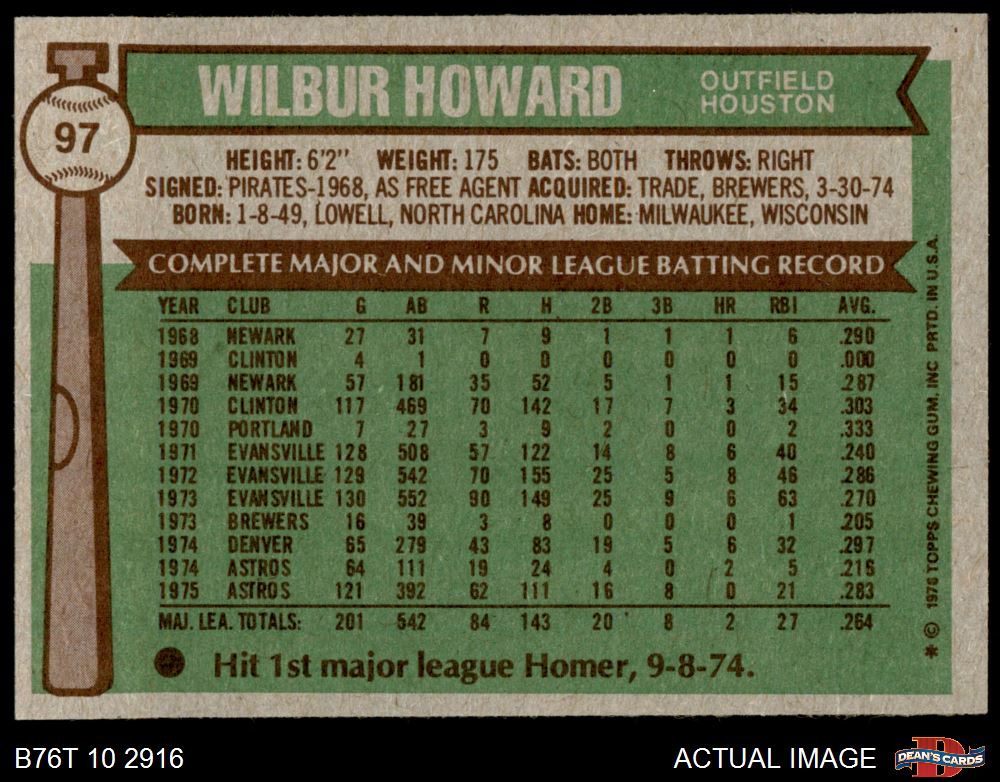 97
WILBUR HOWARD
OUTFIELD
HOUSTON
HEIGHT: 6'2" WEIGHT: 175 BATS: BOTH THROWS: RIGHT
SIGNED: PIRATES-1968, AS FREE AGENT ACQUIRED: TRADE, BREWERS, 3-30-74
BORN: 1-8-49, LOWELL, NORTH CAROLINA HOME: MILWAUKEE, WISCONSIN
COMPLETE MAJOR AND MINOR LEAGUE BATTING RECORD
YEAR CLUB G AB R H 2B 3B HR RBI AVG.
1968 NEWARK 27 31 7 9 1 1 1 6 .290
1969 CLINTON 4 1 0 0 0 0 0 0 .000
1969 NEWARK 57 181 35 52 5 1 1 15 .287
1970 CLINTON 117 469 70 142 17 7 3 34 .303
1970 PORTLAND 7 27 3 9 2 0 0 2 .333
1971 EVANSVILLE 128 508 57 122 14 8 6 40 .240
1972 EVANSVILLE 129 542 70 155 25 5 8 46 .286
1973 EVANSVILLE 130 552 90 149 25 9 6 63 .270
1973 BREWERS 16 39 3 8 0 0 0 1 .205
1974 DENVER 65 279 43 83 19 5 6 32 .297
1974 ASTROS 64 111 19 24 4 0 2 5 .216
1975 ASTROS 121 392 62 111 16 8 0 21 .283
MAJ. LEA. TOTALS: 201 542 84 143 20 8 2 27 .264
Hit 1st major league Homer, 9-8-74.
* © 1976 TOPPS CHEWING GUM, INC PRTD. IN U.S.A.
B76T 10 2916
ACTUAL IMAGE
D
DEAN'S CARDS